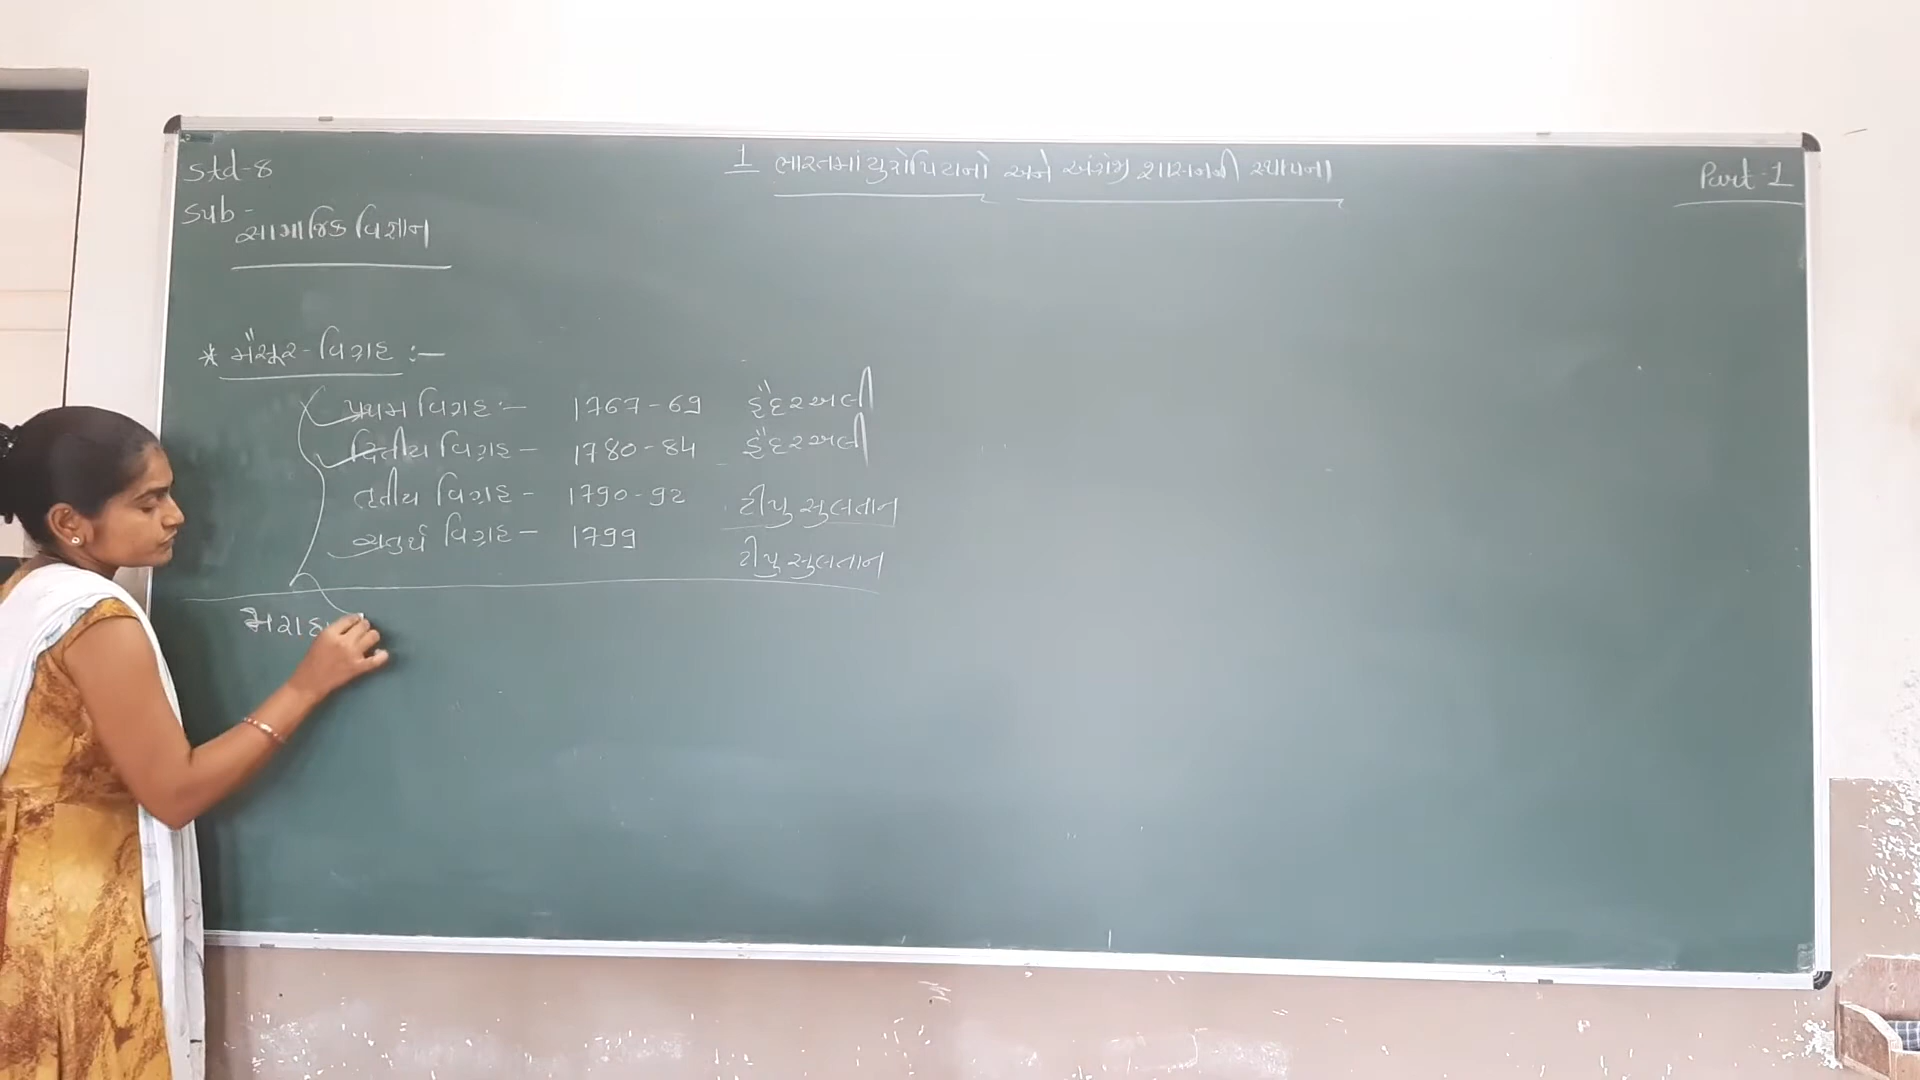 Std-8
Sub-
સામાજિક વિજ્ઞાન
1 ભારતમાં યુરોપિયનો અને અંગ્રેજી શાસનની સ્થાપના
Part-1
* મૈસૂર-વિગ્રહ :-
પ્રથમ વિગ્રહ :- 1767-69 હૈદરઅલી
દ્વિતીય વિગ્રહ - 1780-84 હૈદરઅલી
તૃતીય વિગ્રહ - 1790-92 ટીપુ સુલતાન
ચતુર્થ વિગ્રહ - 1799 ટીપુ સુલતાન